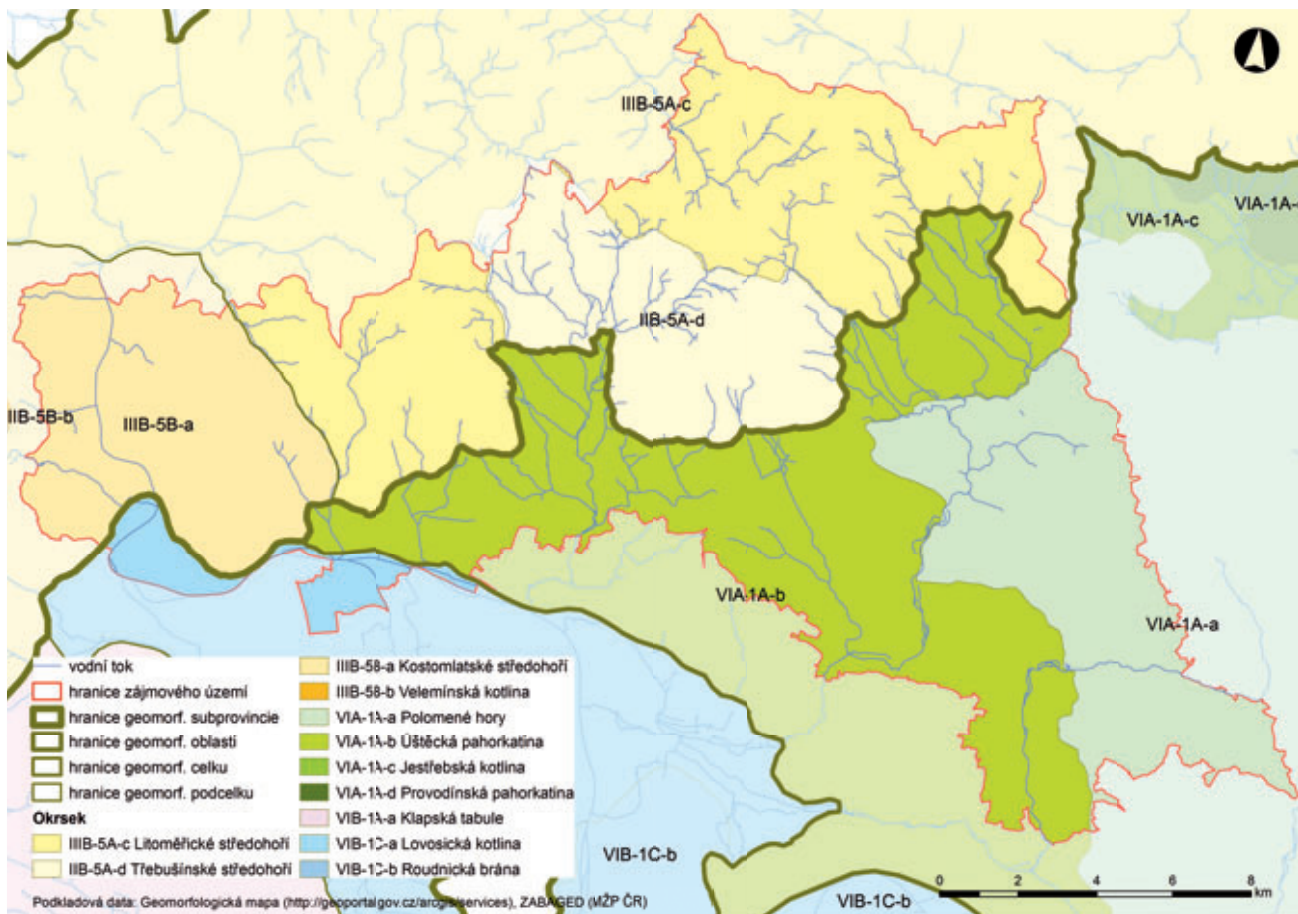 IIIB-5A-c
VIA-1A-c
VIA-1A-
IIB-5A-d
IIB-5B-b
IIIB-5B-a
VIA-1A-b
VIA-1A-a
VIB-1C-b
VIB-1C-b
vodní tok
hranice zájmového území
hranice geomorf. subprovincie
hranice geomorf. oblasti
hranice geomorf. celku
hranice geomorf. podcelku
Okrsek
IIIB-5A-c Litoměřické středohoří
IIB-5A-d Třebušínské středohoří
IIIB-58-a Kostomlatské středohoří
IIIB-58-b Velemínská kotlina
VIA-1A-a Polomené hory
VIA-1A-b Úštěcká pahorkatina
VIA-1A-c Jestřebská kotlina
VIA-1A-d Provodínská pahorkatina
VIB-1A-a Klapská tabule
VIB-1C-a Lovosická kotlina
VIB-1C-b Roudnická brána
0 2 4 6 8
km
Podkladová data: Geomorfologická mapa (http://geoportalgov.cz/arcgis/services), ZABAGED (MŽP ČR)